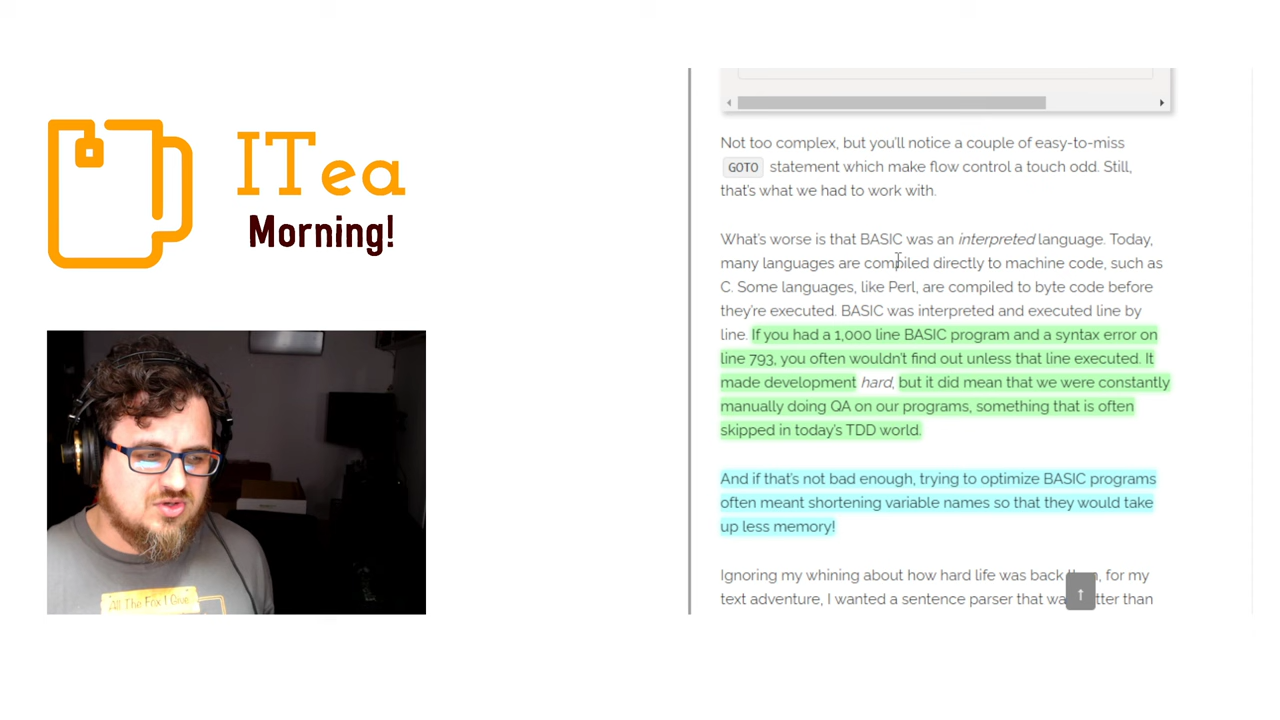 ITea
Morning!
All The Fox I Give
Not too complex, but you'll notice a couple of easy-to-miss
GOTO statement which make flow control a touch odd. Still,
that's what we had to work with.
What's worse is that BASIC was an interpreted language. Today,
many languages are compiled directly to machine code, such as
C. Some languages, like Perl, are compiled to byte code before
they're executed. BASIC was interpreted and executed line by
line. If you had a 1,000 line BASIC program and a syntax error on
line 793, you often wouldn't find out unless that line executed. It
made development hard, but it did mean that we were constantly
manually doing QA on our programs, something that is often
skipped in today's TDD world.
And if that's not bad enough, trying to optimize BASIC programs
often meant shortening variable names so that they would take
up less memory!
Ignoring my whining about how hard life was back then, for my
text adventure, I wanted a sentence parser that was better than